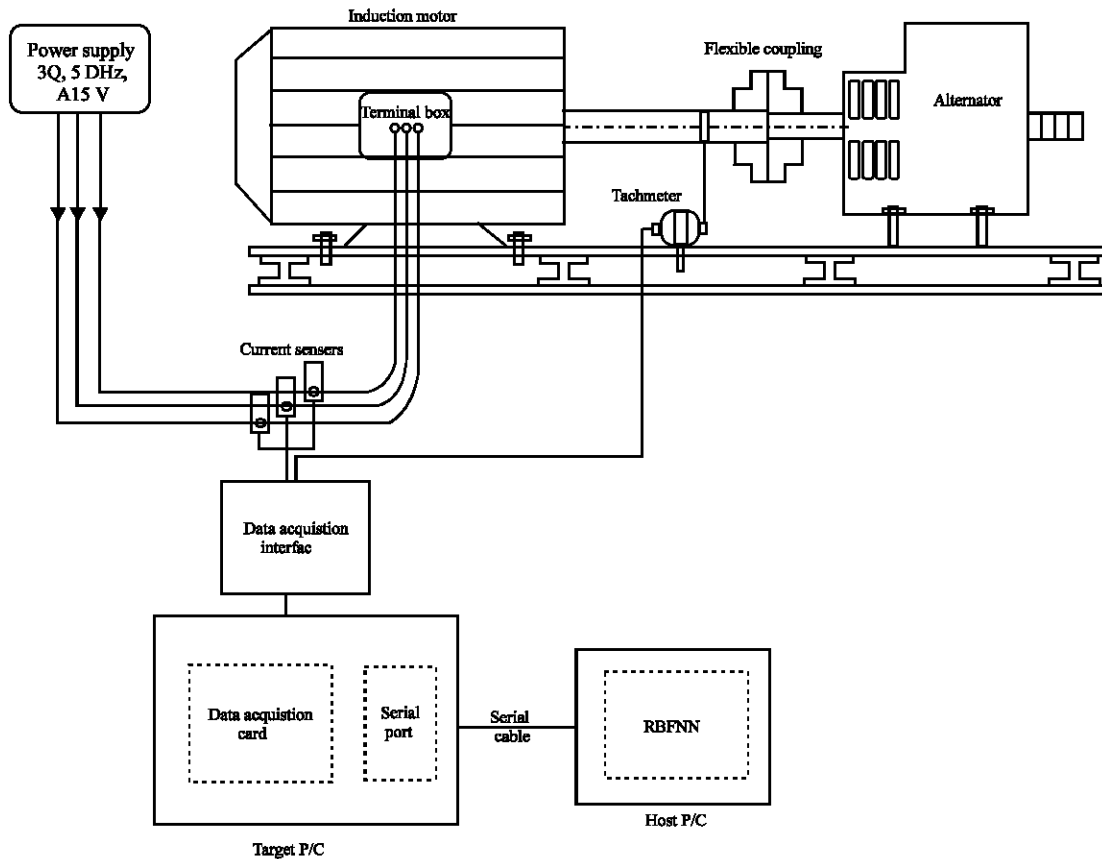 Induction motor
Power supply
3Q, 5 DHz,
A15 V
Flexible coupling
Terminal box
Alternator
Tachmeter
Current sensers
Data acquistion
interfac
Data acquistion
card
Serial
port
Serial
cable
RBFNN
Host P/C
Target P/C